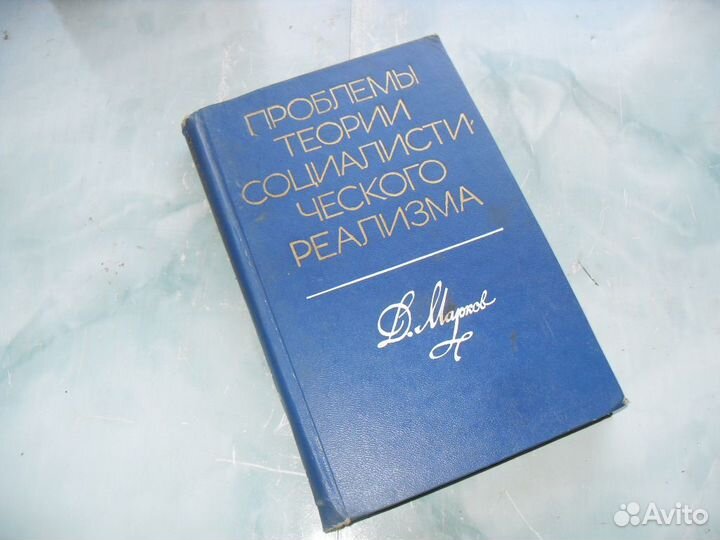 ПРОБЛЕМЫ
ТЕОРИИ
СОЦИАЛИСТИ-
ЧЕСКОГО
РЕАЛИЗМА
Д. Марков
Avito